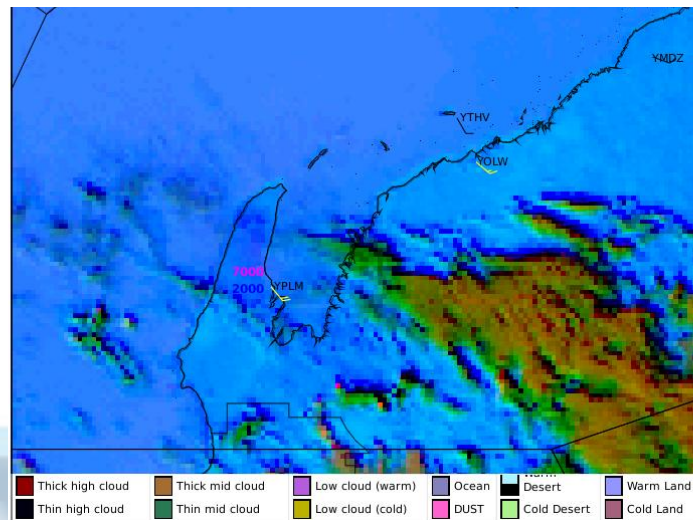 YMDZ
YTHV
YOLW
7000
2000 YPLM
Thick high cloud Thick mid cloud Low cloud (warm) Ocean Warm Desert Warm Land
Thin high cloud Thin mid cloud Low cloud (cold) DUST Cold Desert Cold Land